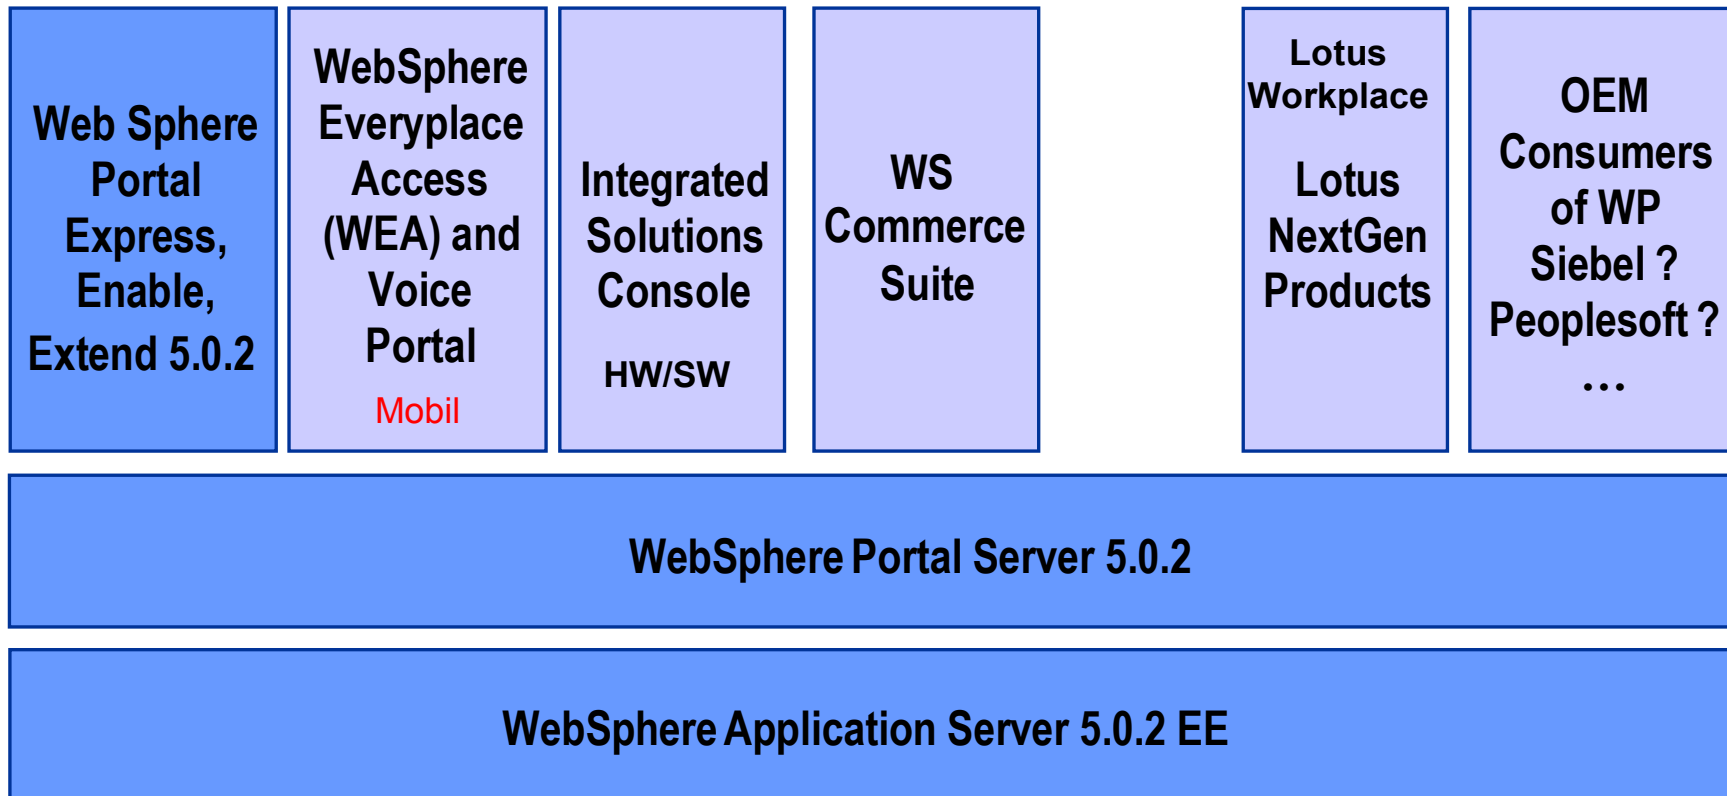 Web Sphere
Portal
Express,
Enable,
Extend 5.0.2
WebSphere
Everyplace
Access
(WEA) and
Voice
Portal
Mobil
Integrated
Solutions
Console
HW/SW
WS
Commerce
Suite
Lotus
Workplace
Lotus
NextGen
Products
OEM
Consumers
of WP
Siebel ?
Peoplesoft ?
...
WebSphere Portal Server 5.0.2
WebSphere Application Server 5.0.2 EE